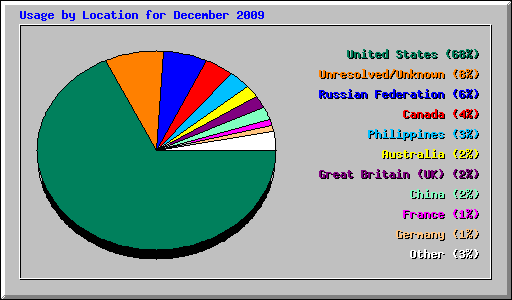 Usage by Location for December 2009
United States (68%)
Unresolved/Unknown (8%)
Russian Federation (6%)
Canada (4%)
Philippines (3%)
Australia (2%)
Great Britain (UK) (2%)
China (2%)
France (1%)
Germany (1%)
Other (3%)